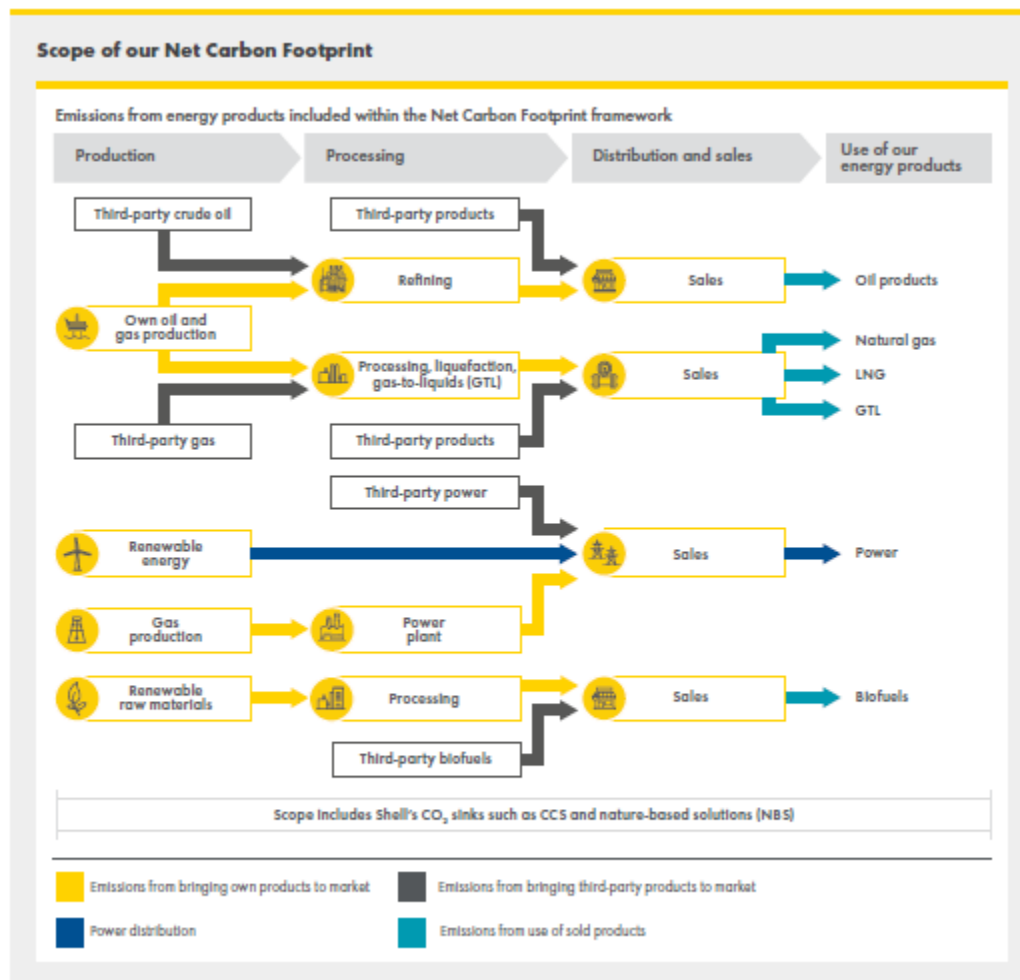 Scope of our Net Carbon Footprint
Emissions from energy products included within the Net Carbon Footprint framework
Production
Processing
Distribution and sales
Use of our
energy products
Third-party crude oil
Third-party products
Refining
Sales
Oil products
Own oil and
gas production
Natural gas
Processing, liquefaction,
gas-to-liquids (GTL)
Sales
LNG
GTL
Third-party gas
Third-party products
Third-party power
Renewable
energy
Sales
Power
Gas
production
Power
plant
Renewable
raw materials
Processing
Sales
Biofuels
Third-party biofuels
Scope includes Shell's CO₂ sinks such as CCS and nature-based solutions (NBS)
Emissions from bringing own products to market
Emissions from bringing third-party products to market
Power distribution
Emissions from use of sold products